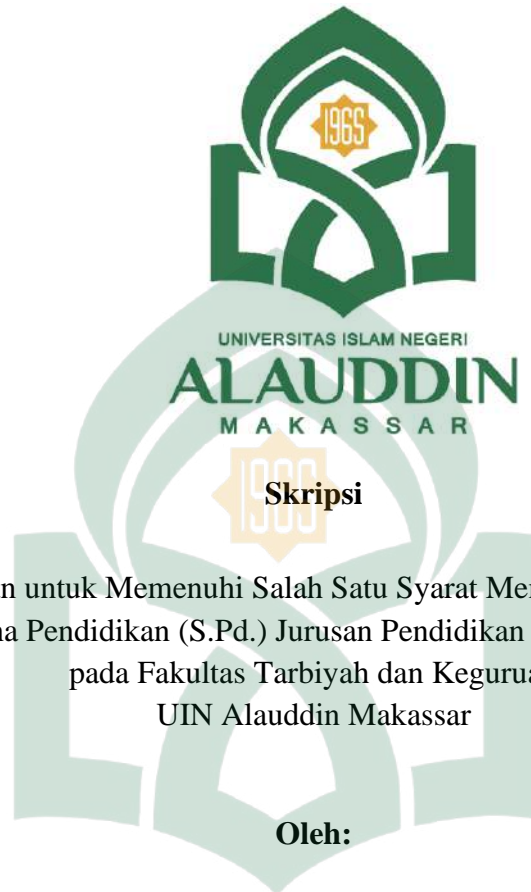 1965
UNIVERSITAS ISLAM NEGERI
ALAUDDIN
MAKASSAR
Skripsi
untuk Memenuhi Salah Satu Syarat
Pendidikan (S.Pd.) Jurusan Pendidikan
pada Fakultas Tarbiyah dan
UIN Alauddin Makassar
Oleh: